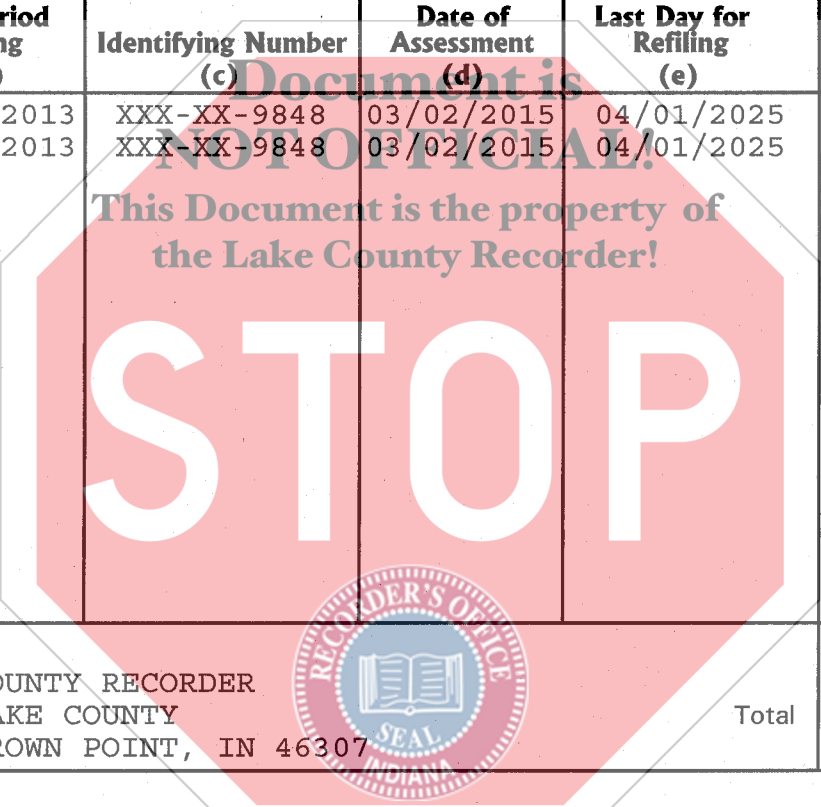 riod
ng
)
Identifying Number
(c)
Date of
Assessment
(d)
Last Day for
Refiling
(e)
2013 XXX-XX-9848 03/02/2015 04/01/2025
2013 XXX-XX-9848 03/02/2015 04/01/2025
Document is
NOT OFFICIAL!
This Document is the property of
the Lake County Recorder!
STOP
RECORDER'S OFFICE
SEAL
INDIANA
OUNTY RECORDER
AKE COUNTY
ROWN POINT, IN 46307
Total